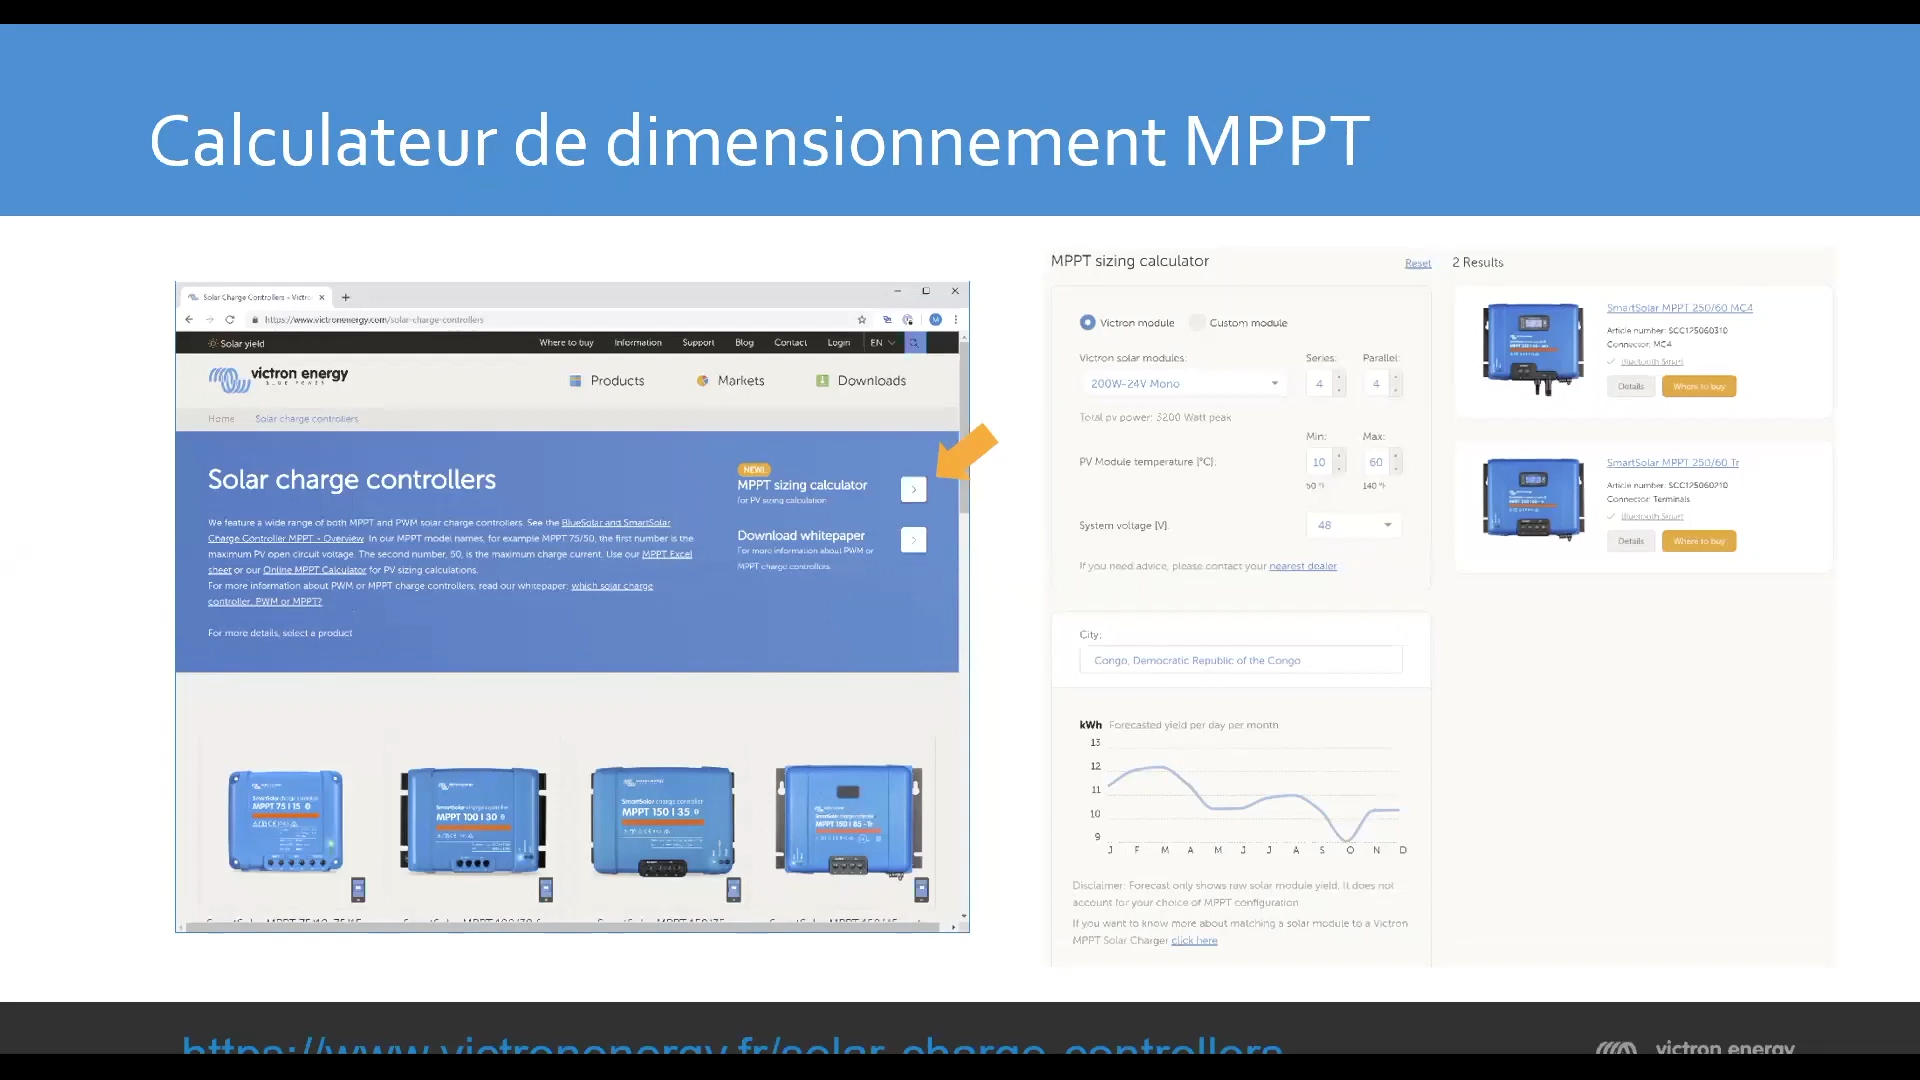 Calculateur de dimensionnement MPPT
Solar Charge Controllers - Victro
https://www.victronenergy.com/solar-charge-controllers
M
Solar yield
Where to buy Information Support Blog Contact Login EN
victron energy
BLUE POWER
Products Markets Downloads
Home Solar charge controllers
Solar charge controllers
We feature a wide range of both MPPT and PWM solar charge controllers. See the BlueSolar and SmartSolar
Charge Controller MPPT - Overview. In our MPPT model names, for example MPPT 75/50, the first number is the
maximum PV open circuit voltage. The second number, 50, is the maximum charge current. Use our MPPT Excel
sheet or our Online MPPT Calculator for PV sizing calculations.
For more information about PWM or MPPT charge controllers, read our whitepaper: which solar charge
controller: PWM or MPPT?
For more details, select a product
NEW!
MPPT sizing calculator
for PV sizing calculation
Download whitepaper
For more information about PWM or
MPPT charge controllers
SmartSolar charge controller
MPPT 75 | 15
MPPT 100 | 30
SmartSolar charge controller
MPPT 150 | 35
MPPT 150 | 85 -Tr
MPPT sizing calculator
Reset
Victron module Custom module
Victron solar modules: Series: Parallel:
200W-24V Mono 4 4
Total pv power: 3200 Watt peak
Min: Max:
PV Module temperature [°C]: 10 60
50 °F 140 °F
System voltage [V]: 48
If you need advice, please contact your nearest dealer
City:
Congo, Democratic Republic of the Congo
kWh Forecasted yield per day per month
13
12
11
10
9
J F M A M J J A S O N D
Disclaimer: Forecast only shows raw solar module yield. It does not
account for your choice of MPPT configuration
If you want to know more about matching a solar module to a Victron
MPPT Solar Charger click here
2 Results
SmartSolar MPPT 250/60 MC4
Article number: SCC125060310
Connector: MC4
Bluetooth Smart
Details Where to buy
SmartSolar MPPT 250/60 Tr
Article number: SCC125060210
Connector: Terminals
Bluetooth Smart
Details Where to buy
https://www.victronenergy.fr/solar-charge-controllers
victron energy